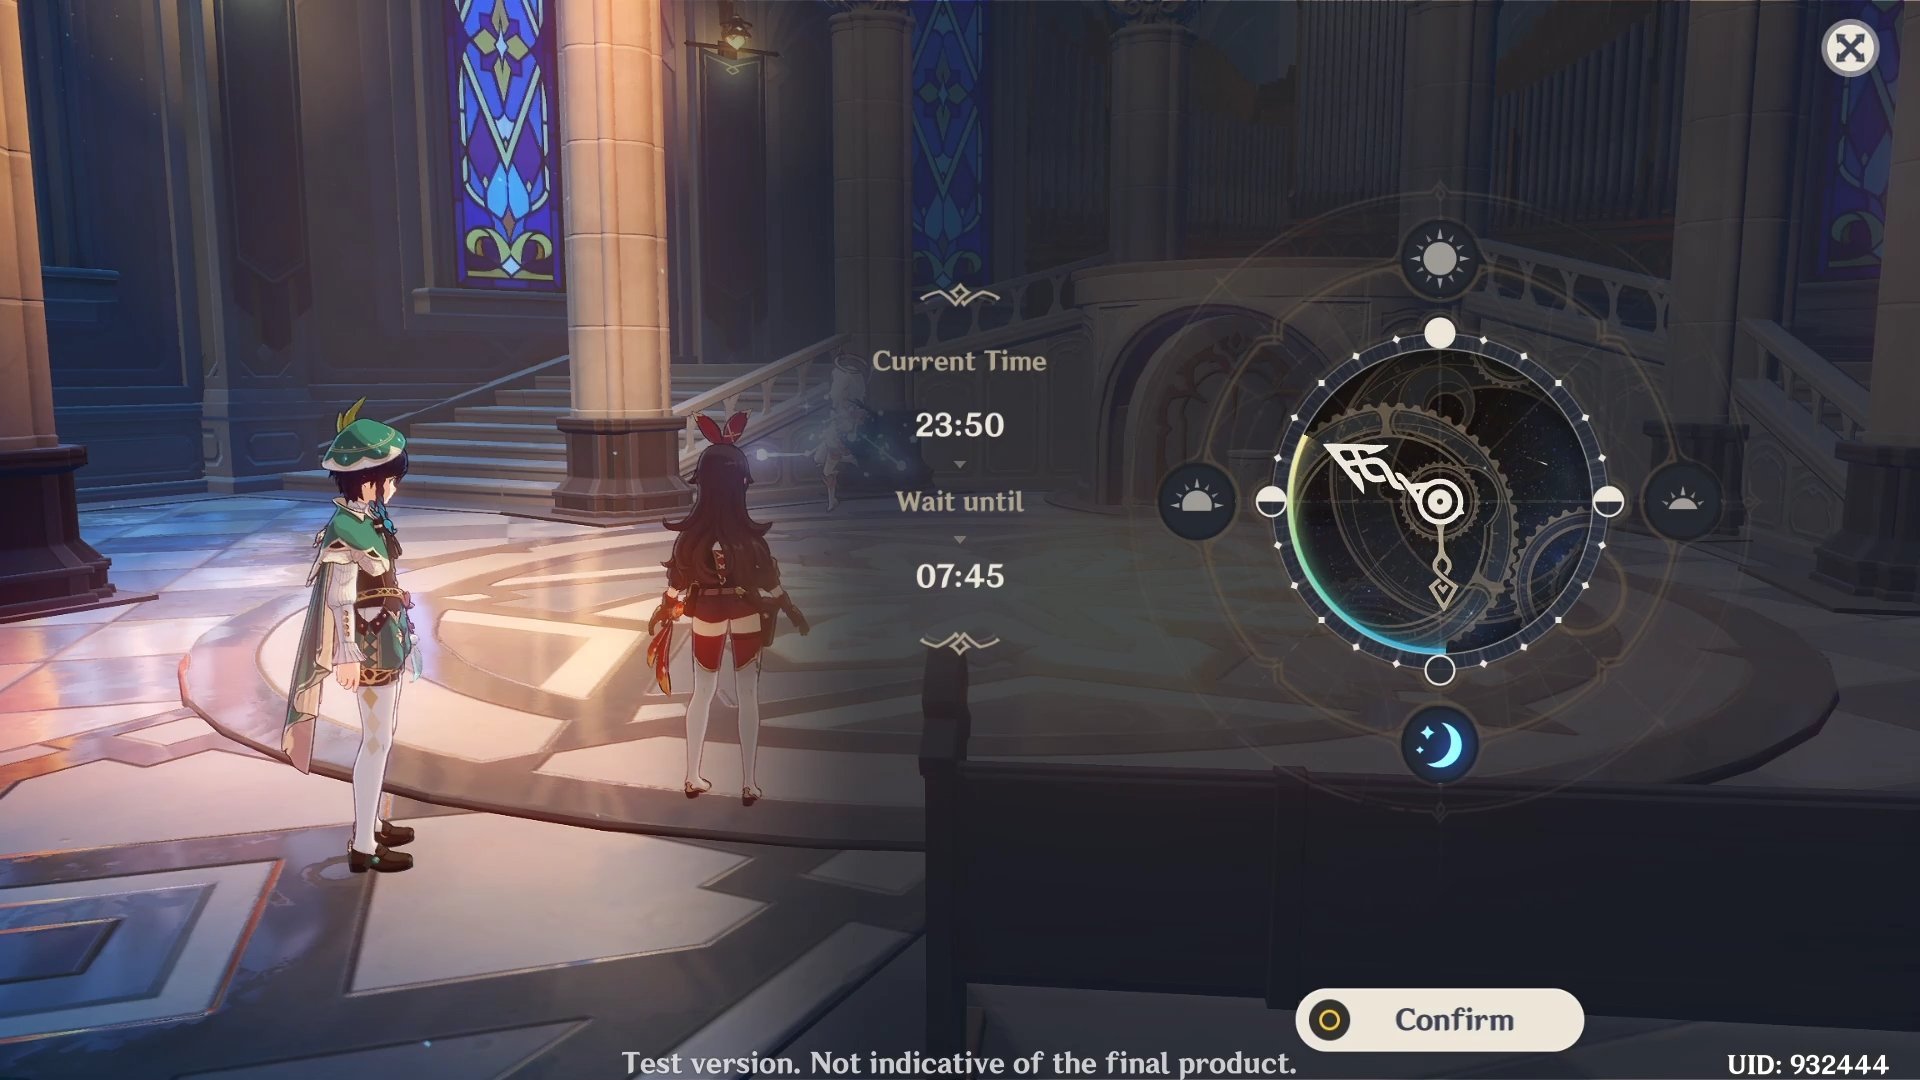 Current Time
23:50
Wait until
07:45
Confirm
Test version. Not indicative of the final product.
UID: 932444